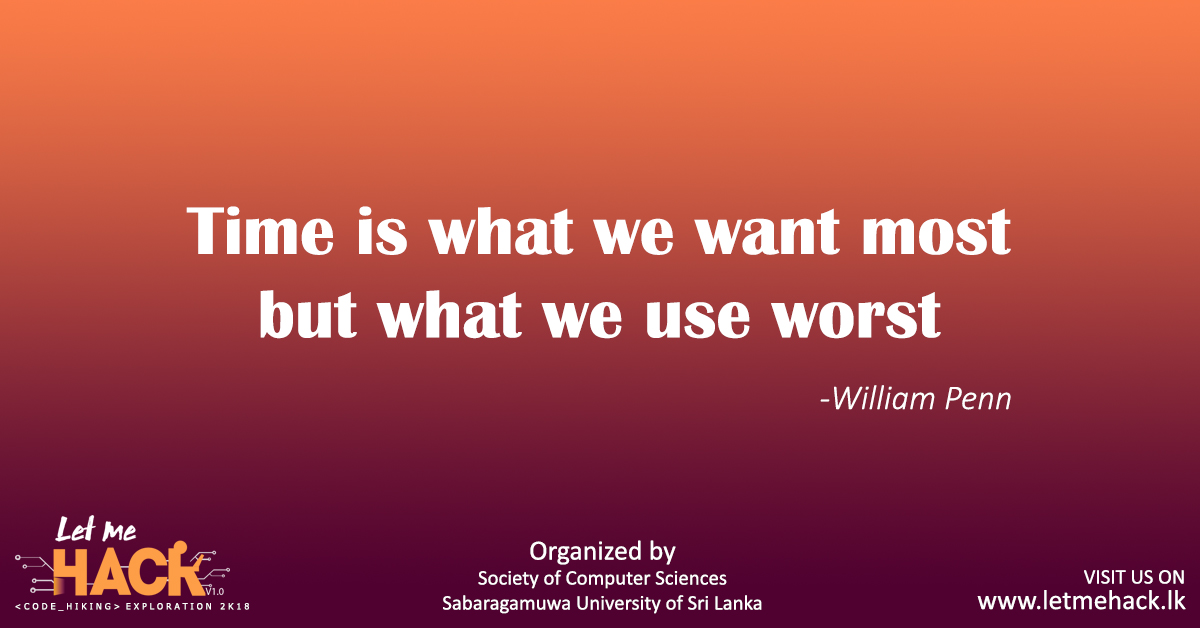 Time is what we want most
but what we use worst
-William Penn
Let me
HACK
V1.0
<CODE_HIKING> EXPLORATION 2K18
Organized by
Society of Computer Sciences
Sabaragamuwa University of Sri Lanka
VISIT US ON
www.letmehack.lk